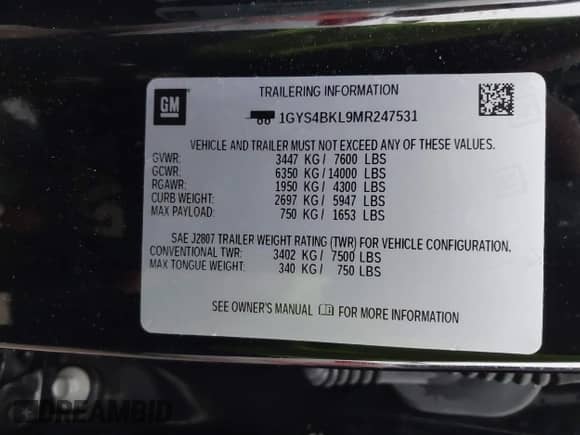 GM
TRAILERING INFORMATION
1GYS4BKL9MR247531
VEHICLE AND TRAILER MUST NOT EXCEED ANY OF THESE VALUES.
GVWR: 3447 KG/ 7600 LBS
GCWR: 6350 KG/14000 LBS
RGAWR: 1950 KG/ 4300 LBS
CURB WEIGHT: 2697 KG/ 5947 LBS
MAX PAYLOAD: 750 KG/ 1653 LBS
SAE J2807 TRAILER WEIGHT RATING (TWR) FOR VEHICLE CONFIGURATION.
CONVENTIONAL TWR: 3402 KG/ 7500 LBS
MAX TONGUE WEIGHT: 340 KG/ 750 LBS
SEE OWNER'S MANUAL FOR MORE INFORMATION
DREAMBID